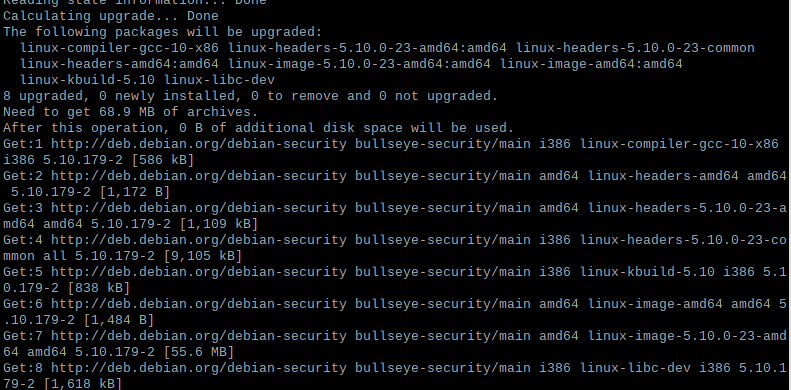 Reading state information... Done
Calculating upgrade... Done
The following packages will be upgraded:
  linux-compiler-gcc-10-x86 linux-headers-5.10.0-23-amd64:amd64 linux-headers-5.10.0-23-common
  linux-headers-amd64:amd64 linux-image-5.10.0-23-amd64:amd64 linux-image-amd64:amd64
  linux-kbuild-5.10 linux-libc-dev
8 upgraded, 0 newly installed, 0 to remove and 0 not upgraded.
Need to get 68.9 MB of archives.
After this operation, 0 B of additional disk space will be used.
Get:1 http://deb.debian.org/debian-security bullseye-security/main i386 linux-compiler-gcc-10-x86
i386 5.10.179-2 [586 kB]
Get:2 http://deb.debian.org/debian-security bullseye-security/main amd64 linux-headers-amd64 amd64
 5.10.179-2 [1,172 B]
Get:3 http://deb.debian.org/debian-security bullseye-security/main amd64 linux-headers-5.10.0-23-a
md64 amd64 5.10.179-2 [1,109 kB]
Get:4 http://deb.debian.org/debian-security bullseye-security/main i386 linux-headers-5.10.0-23-co
mmon all 5.10.179-2 [9,105 kB]
Get:5 http://deb.debian.org/debian-security bullseye-security/main i386 linux-kbuild-5.10 i386 5.1
0.179-2 [838 kB]
Get:6 http://deb.debian.org/debian-security bullseye-security/main amd64 linux-image-amd64 amd64 5
.10.179-2 [1,484 B]
Get:7 http://deb.debian.org/debian-security bullseye-security/main amd64 linux-image-5.10.0-23-amd
64 amd64 5.10.179-2 [55.6 MB]
Get:8 http://deb.debian.org/debian-security bullseye-security/main i386 linux-libc-dev i386 5.10.1
79-2 [1,618 kB]